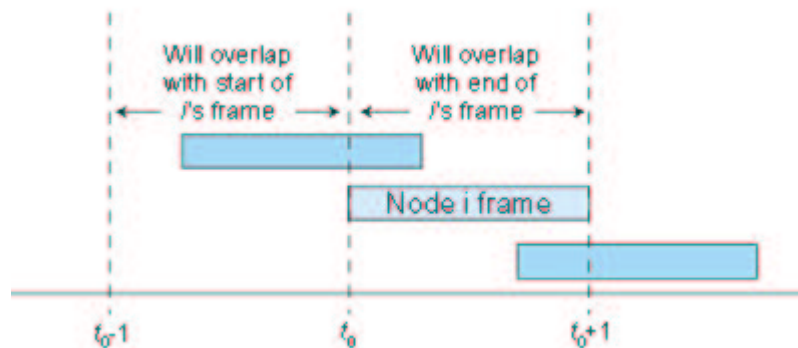 Will overlap
with start of
i's frame
Will overlap
with end of
i's frame
Node i frame
t₀-1
t₀
t₀+1